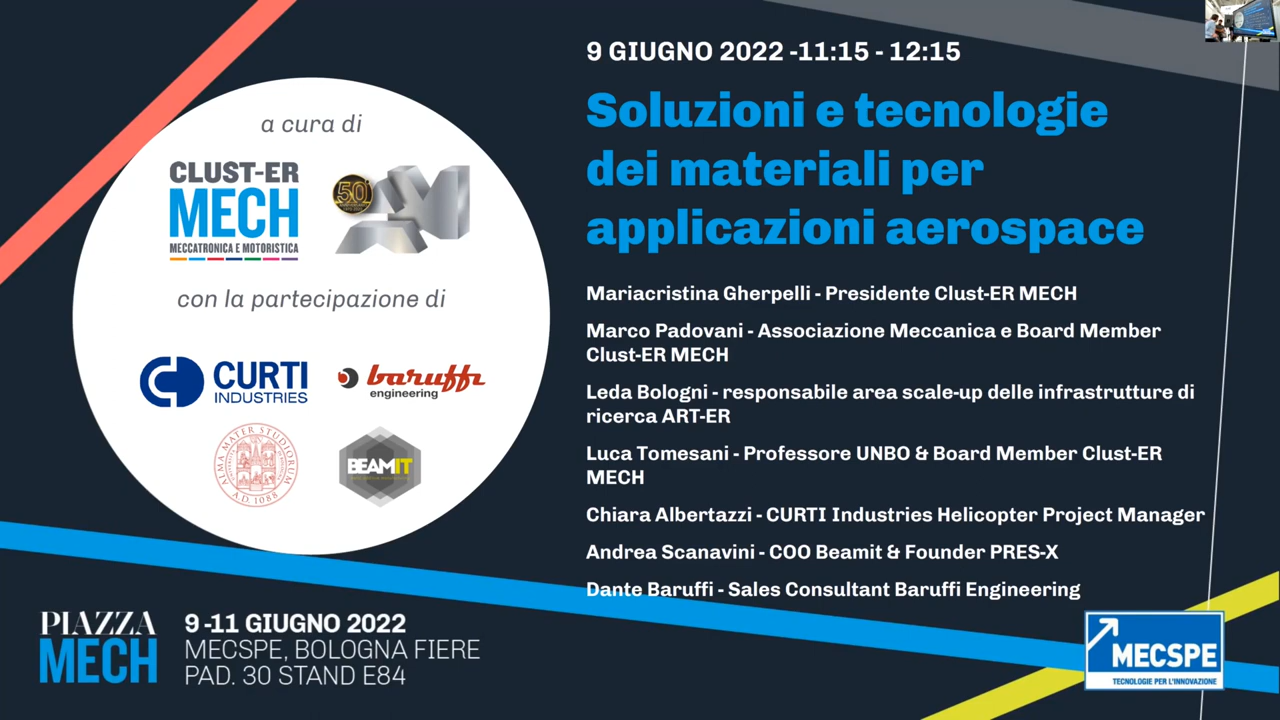 a cura di
CLUST-ER
MECH
MECCATRONICA E MOTORISTICA
50
con la partecipazione di
CURTI
INDUSTRIES
baruffi
engineering
ALMA MATER STUDIORUM
A.D. 1088
BEAMIT
PIAZZA
MECH
9 -11 GIUGNO 2022
MECSPE, BOLOGNA FIERE
PAD. 30 STAND E84
9 GIUGNO 2022 -11:15 - 12:15
Soluzioni e tecnologie
dei materiali per
applicazioni aerospace
Mariacristina Gherpelli - Presidente Clust-ER MECH
Marco Padovani - Associazione Meccanica e Board Member
Clust-ER MECH
Leda Bologni - responsabile area scale-up delle infrastrutture di
ricerca ART-ER
Luca Tomesani - Professore UNBO & Board Member Clust-ER
MECH
Chiara Albertazzi - CURTI Industries Helicopter Project Manager
Andrea Scanavini - COO Beamit & Founder PRES-X
Dante Baruffi - Sales Consultant Baruffi Engineering
MECSPE
TECNOLOGIE PER L'INNOVAZIONE